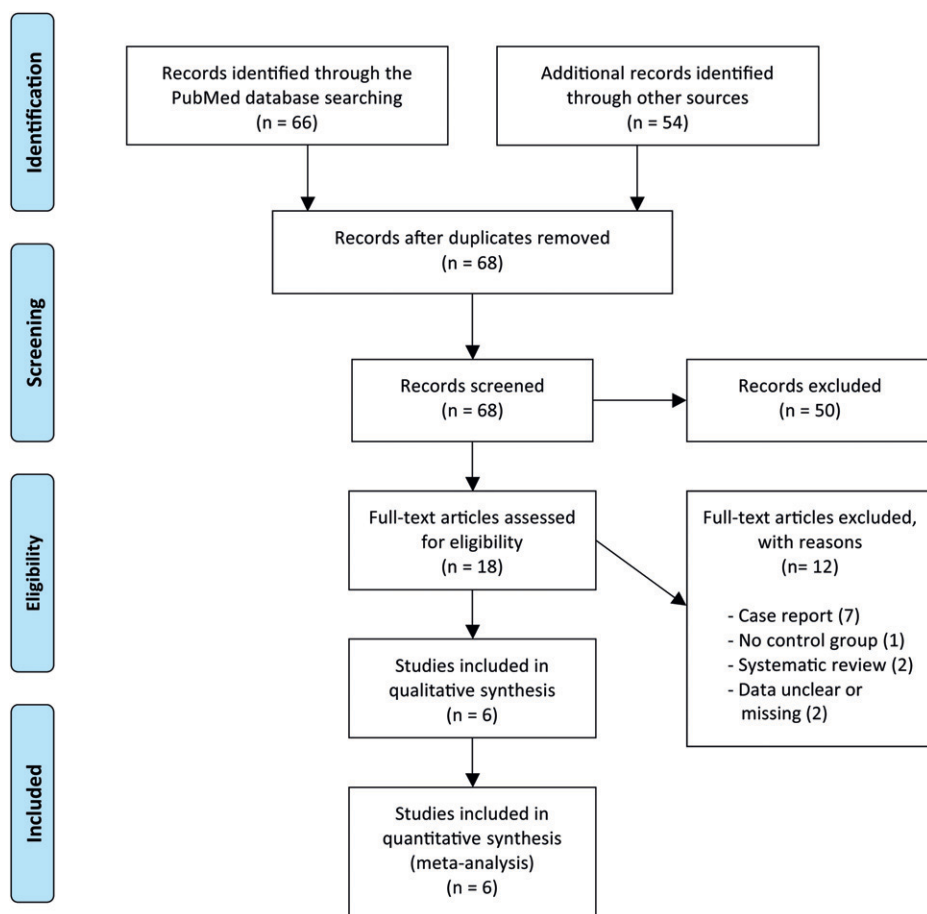 Identification
Records identified through the
PubMed database searching
(n = 66)
Additional records identified
through other sources
(n = 54)
Records after duplicates removed
(n = 68)
Screening
Records screened
(n = 68)
Records excluded
(n = 50)
Eligibility
Full-text articles assessed
for eligibility
(n = 18)
Full-text articles excluded,
with reasons
(n= 12)
- Case report (7)
- No control group (1)
- Systematic review (2)
- Data unclear or
missing (2)
Studies included in
qualitative synthesis
(n = 6)
Included
Studies included in
quantitative synthesis
(meta-analysis)
(n = 6)